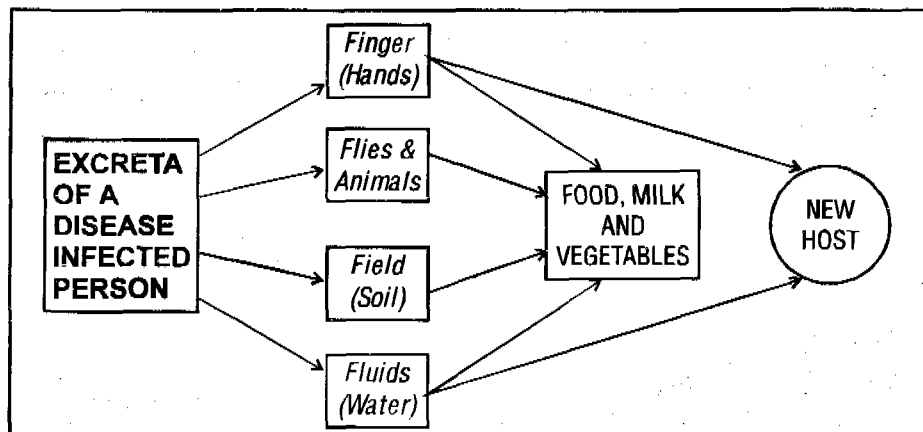 Finger
(Hands)
EXCRETA
OF A
DISEASE
INFECTED
PERSON
Flies &
Animals
Field
(Soil)
Fluids
(Water)
FOOD, MILK
AND
VEGETABLES
NEW
HOST